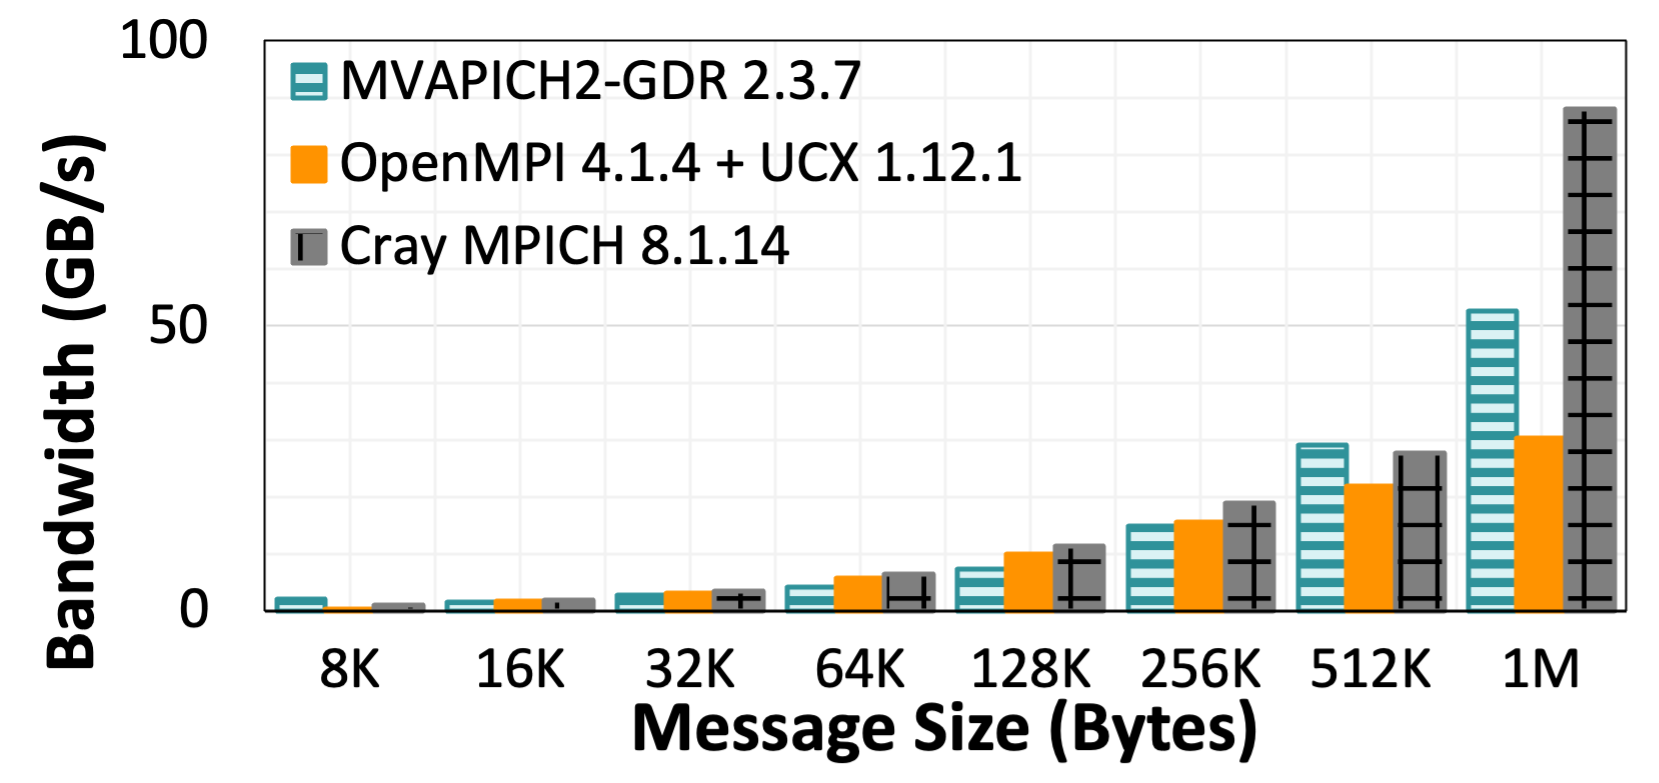 Bandwidth (GB/s)
100
50
0
MVAPICH2-GDR 2.3.7
OpenMPI 4.1.4 + UCX 1.12.1
Cray MPICH 8.1.14
8K 16K 32K 64K 128K 256K 512K 1M
Message Size (Bytes)